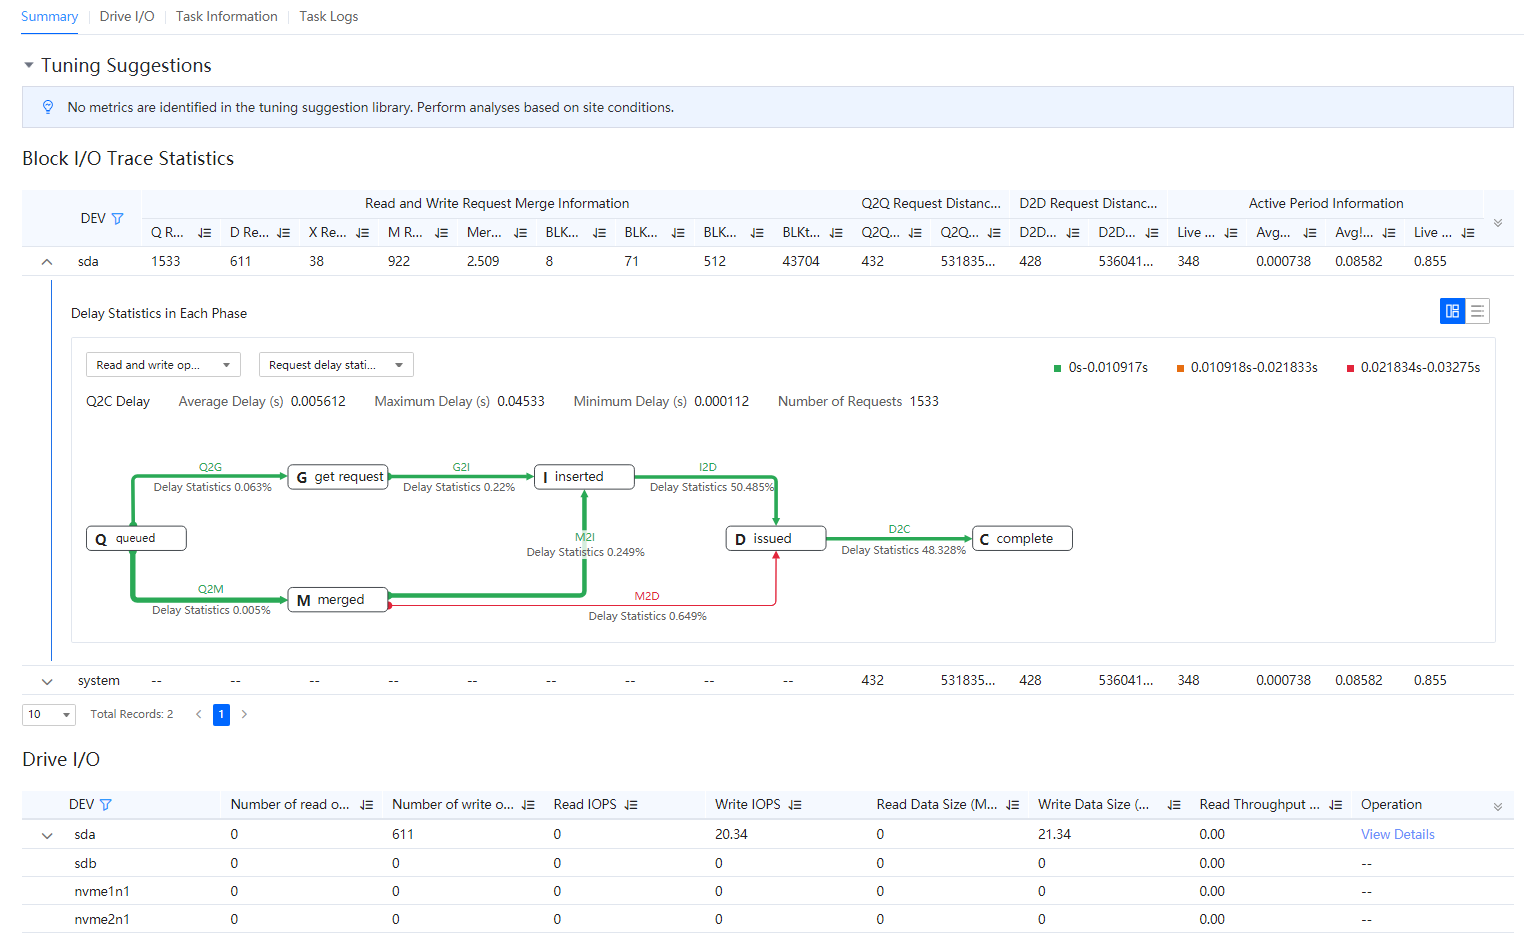 Summary Drive I/O Task Information Task Logs
Tuning Suggestions
No metrics are identified in the tuning suggestion library. Perform analyses based on site conditions.
Block I/O Trace Statistics
DEV Read and Write Request Merge Information Q2Q Request Distanc... D2D Request Distanc... Active Period Information
Q R... D Re... X Re... M R... Mer... BLK... BLK... BLK... BLKt... Q2Q... Q2Q... D2D... D2D... Live ... Avg... Avg!... Live ...
sda 1533 611 38 922 2.509 8 71 512 43704 432 531835... 428 536041... 348 0.000738 0.08582 0.855
Delay Statistics in Each Phase
Read and write op... Request delay stati... 0s-0.010917s 0.010918s-0.021833s 0.021834s-0.03275s
Q2C Delay Average Delay (s) 0.005612 Maximum Delay (s) 0.04533 Minimum Delay (s) 0.000112 Number of Requests 1533
Q2G G2I I2D
G get request I inserted
Delay Statistics 0.063% Delay Statistics 0.22% Delay Statistics 50.485%
Q queued M2I D issued D2C C complete
Delay Statistics 0.249% Delay Statistics 48.328%
Q2M M2D
M merged
Delay Statistics 0.005% Delay Statistics 0.649%
system -- -- -- -- -- -- -- -- -- 432 531835... 428 536041... 348 0.000738 0.08582 0.855
10 Total Records: 2 < 1 >
Drive I/O
DEV Number of read o... Number of write o... Read IOPS Write IOPS Read Data Size (M... Write Data Size (... Read Throughput ... Operation
sda 0 611 0 20.34 0 21.34 0.00 View Details
sdb 0 0 0 0 0 0 0.00 --
nvme1n1 0 0 0 0 0 0 0.00 --
nvme2n1 0 0 0 0 0 0 0.00 --